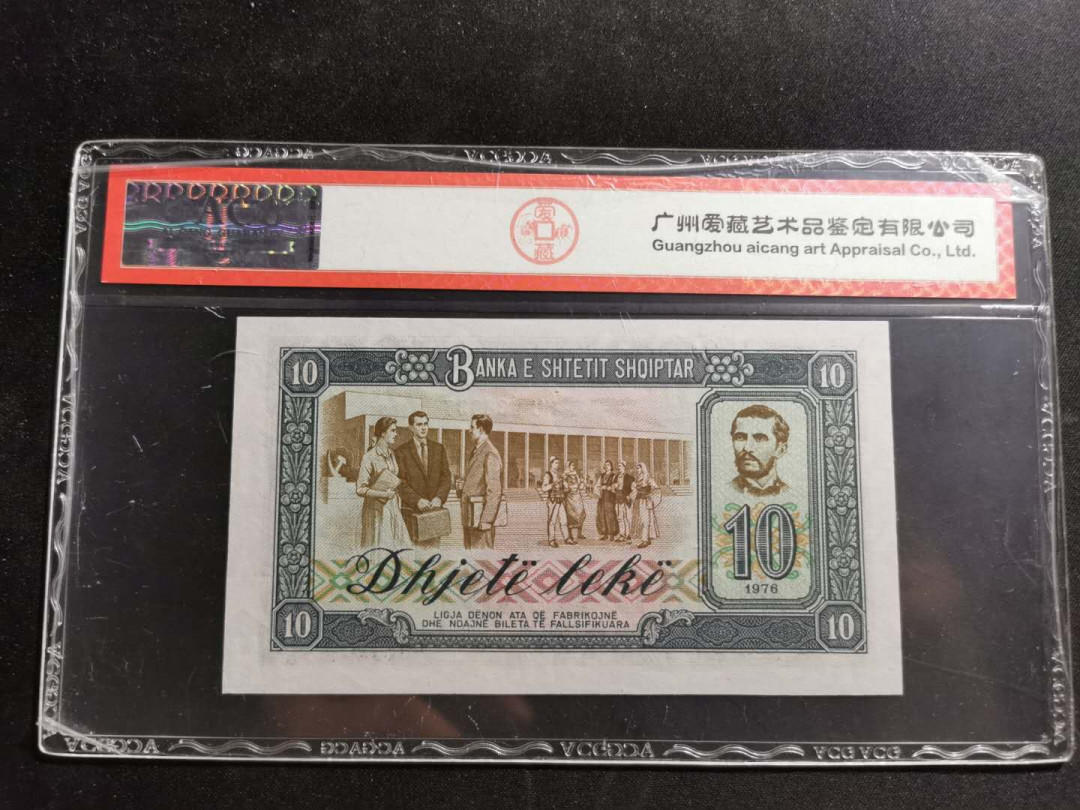 爱
藏
广州爱藏艺术品鉴定有限公司
Guangzhou aicang art Appraisal Co., Ltd.
10
BANKA E SHTETIT SHQIPTAR
10
10
1976
Dhjetë lekë
LIGJA DËNON ATA QË FABRIKOJNË
DHE NDAJNË BILETA TË FALLSIFIKUARA
10
10